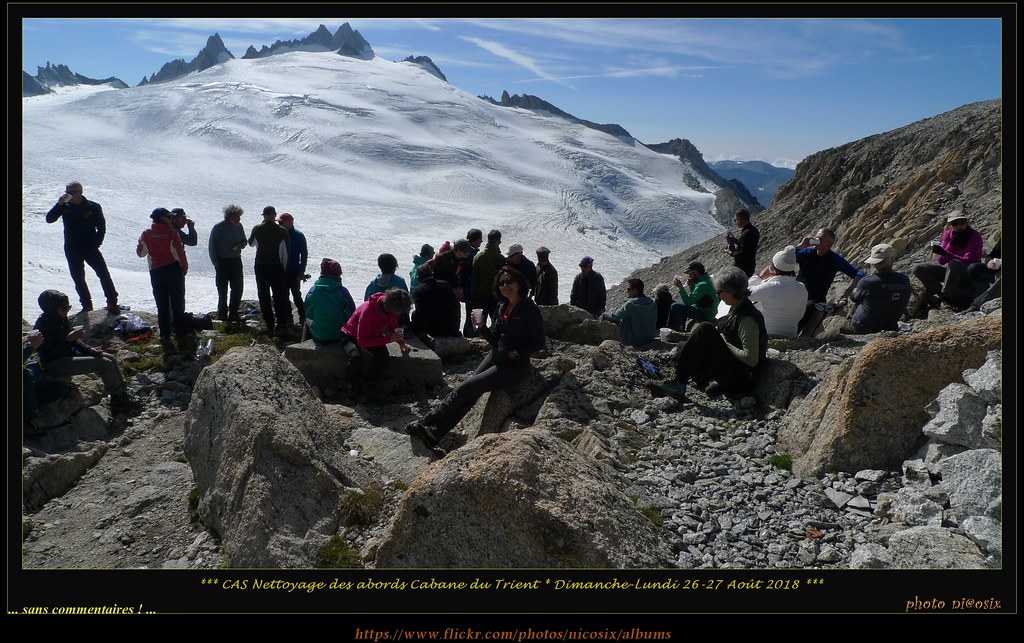 *** CAS Nettoyage des abords Cabane du Trient * Dimanche-Lundi 26-27 Août 2018 ***
... sans commentaires ! ...
photo ni@osix
https://www.flickr.com/photos/nicosix/albums